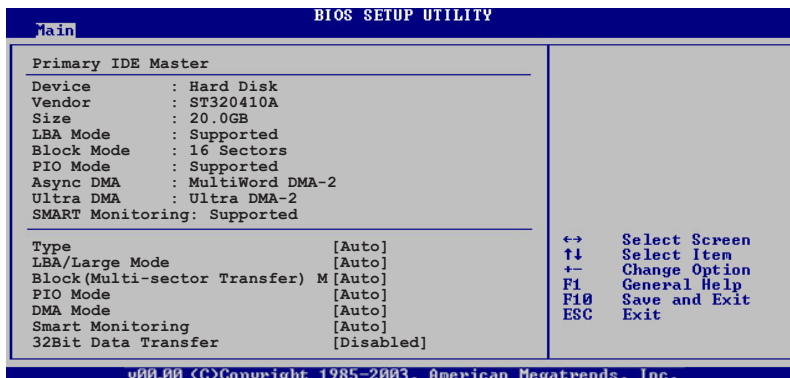 BIOS SETUP UTILITY
Main
Primary IDE Master
Device : Hard Disk
Vendor : ST320410A
Size : 20.0GB
LBA Mode : Supported
Block Mode : 16 Sectors
PIO Mode : Supported
Async DMA : MultiWord DMA-2
Ultra DMA : Ultra DMA-2
SMART Monitoring: Supported
Type [Auto]
LBA/Large Mode [Auto]
Block(Multi-sector Transfer) M [Auto]
PIO Mode [Auto]
DMA Mode [Auto]
Smart Monitoring [Auto]
32Bit Data Transfer [Disabled]
←→ Select Screen
↑↓ Select Item
+- Change Option
F1 General Help
F10 Save and Exit
ESC Exit
v00.00 (C)Copyright 1985-2003, American Megatrends, Inc.